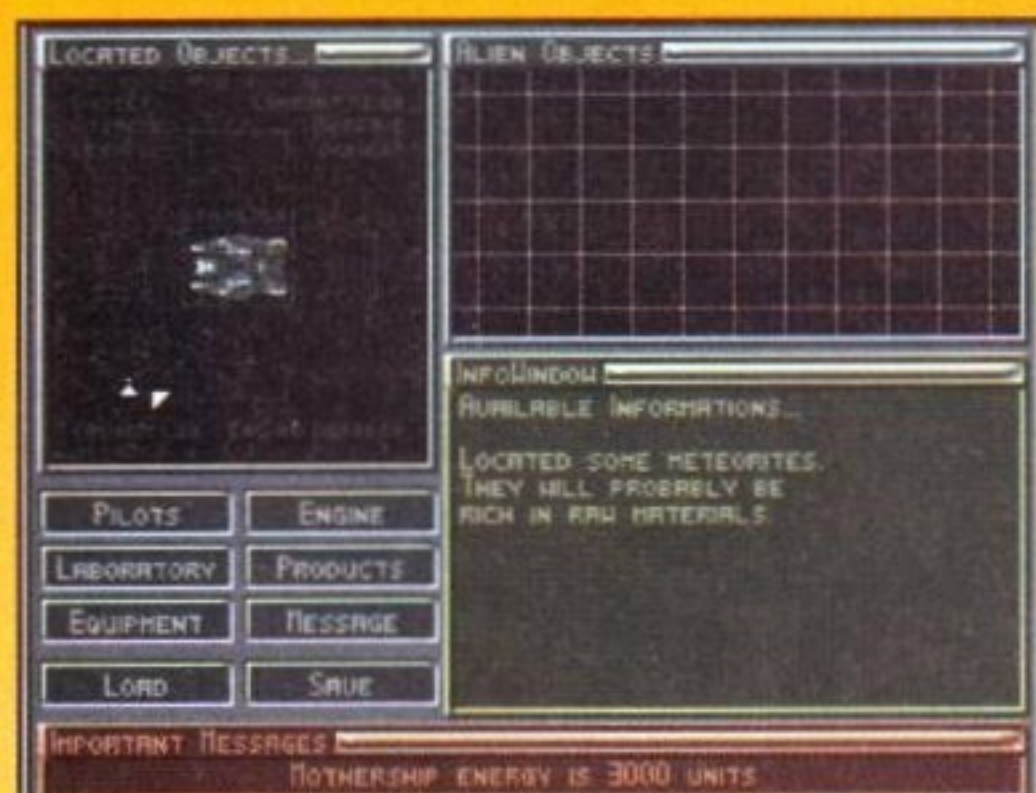 Located Objects...
Alien Objects
InfoWindow
Available Informations...
Located some meteorites.
They will probably be
rich in raw materials
Pilots
Engine
Laboratory
Products
Equipment
Message
Load
Save
Important Messages
Mothership energy is 3000 units